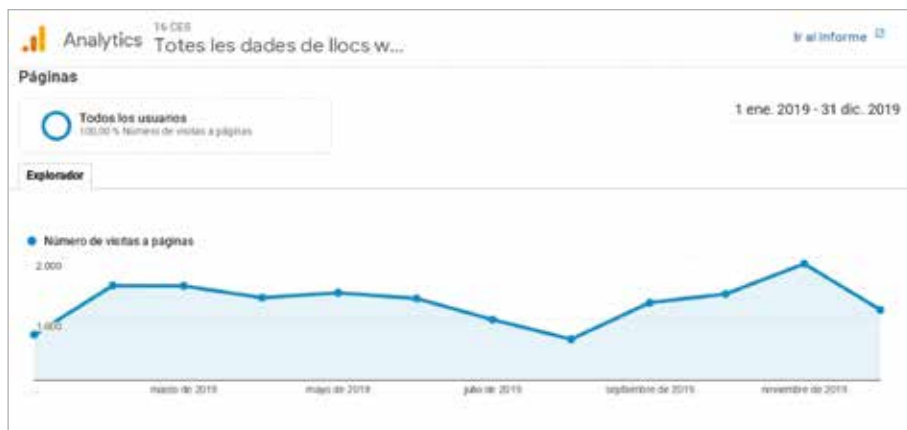 16-CES
Analytics
Totes les dades de llocs w...
Ir al informe
Páginas
Todos los usuarios
100,00 % Número de visitas a páginas
1 ene. 2019 - 31 dic. 2019
Explorador
Número de visitas a páginas
2.000
1.000
...
marzo de 2019
mayo de 2019
julio de 2019
septiembre de 2019
noviembre de 2019